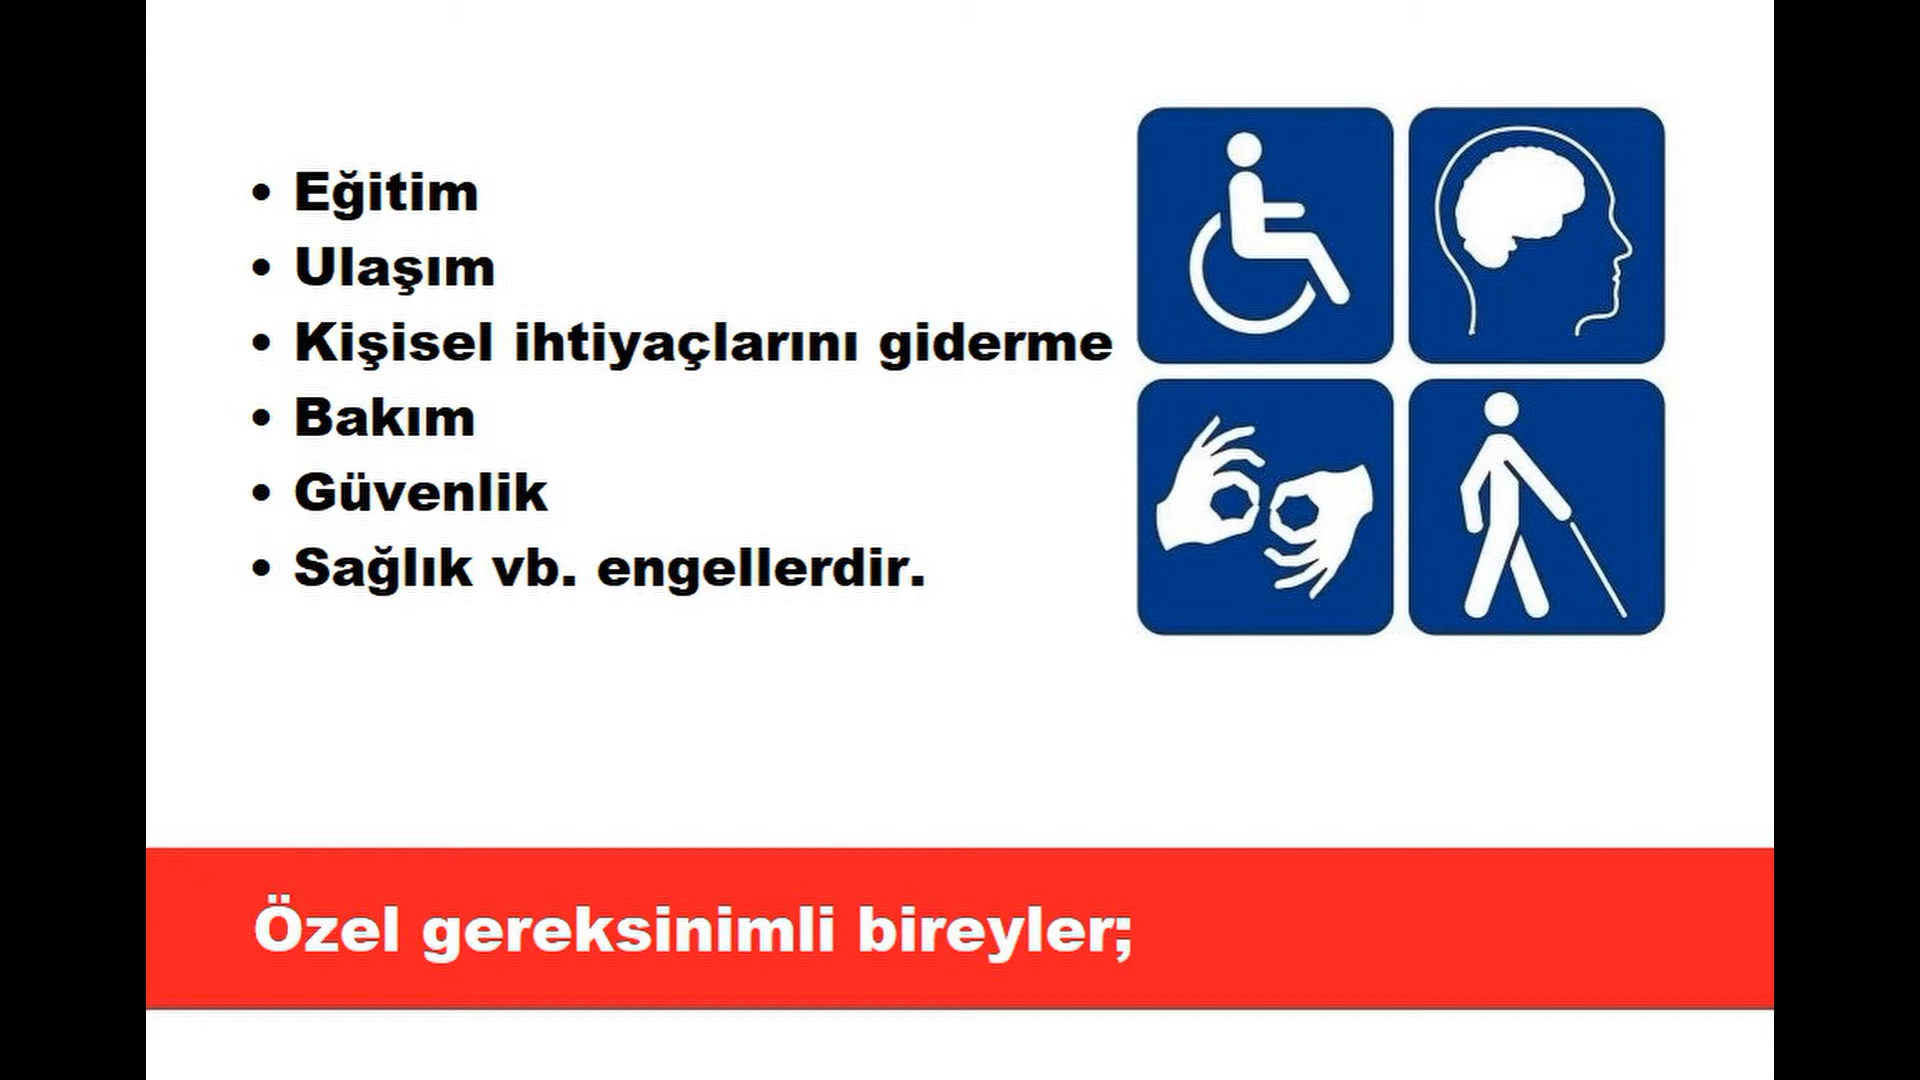 • Eğitim
• Ulaşım
• Kişisel ihtiyaçlarını giderme
• Bakım
• Güvenlik
• Sağlık vb. engellerdir.
Özel gereksinimli bireyler;